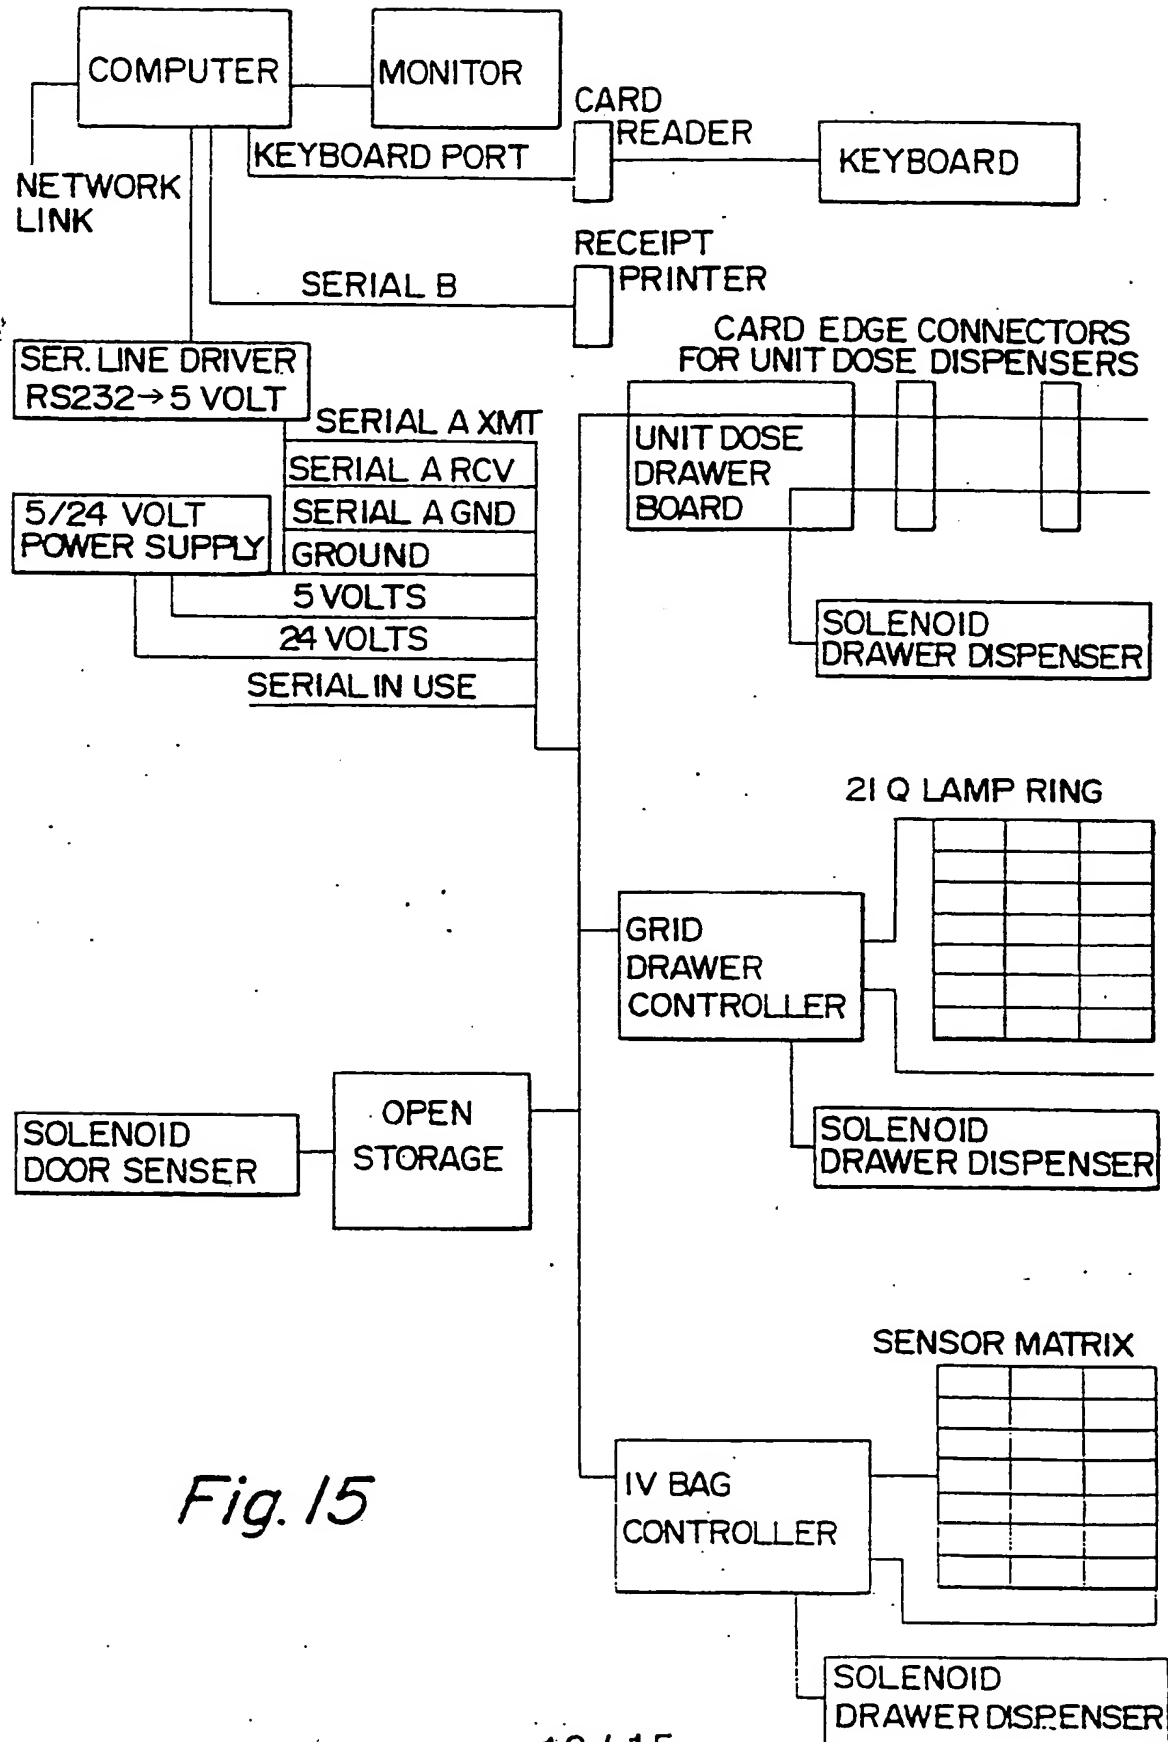 COMPUTER
MONITOR
CARD
READER
KEYBOARD PORT
KEYBOARD
NETWORK
LINK
RECEIPT
PRINTER
SERIAL B
CARD EDGE CONNECTORS
FOR UNIT DOSE DISPENSERS
SER. LINE DRIVER
RS232→5 VOLT
SERIAL A XMT
SERIAL A RCV
SERIAL A GND
GROUND
5 VOLTS
24 VOLTS
SERIAL IN USE
5/24 VOLT
POWER SUPPLY
UNIT DOSE
DRAWER
BOARD
SOLENOID
DRAWER DISPENSER
21 Q LAMP RING
GRID
DRAWER
CONTROLLER
SOLENOID
DRAWER DISPENSER
OPEN
STORAGE
SOLENOID
DOOR SENSER
SENSOR MATRIX
IV BAG
CONTROLLER
SOLENOID
DRAWER DISPENSER
Fig. 15